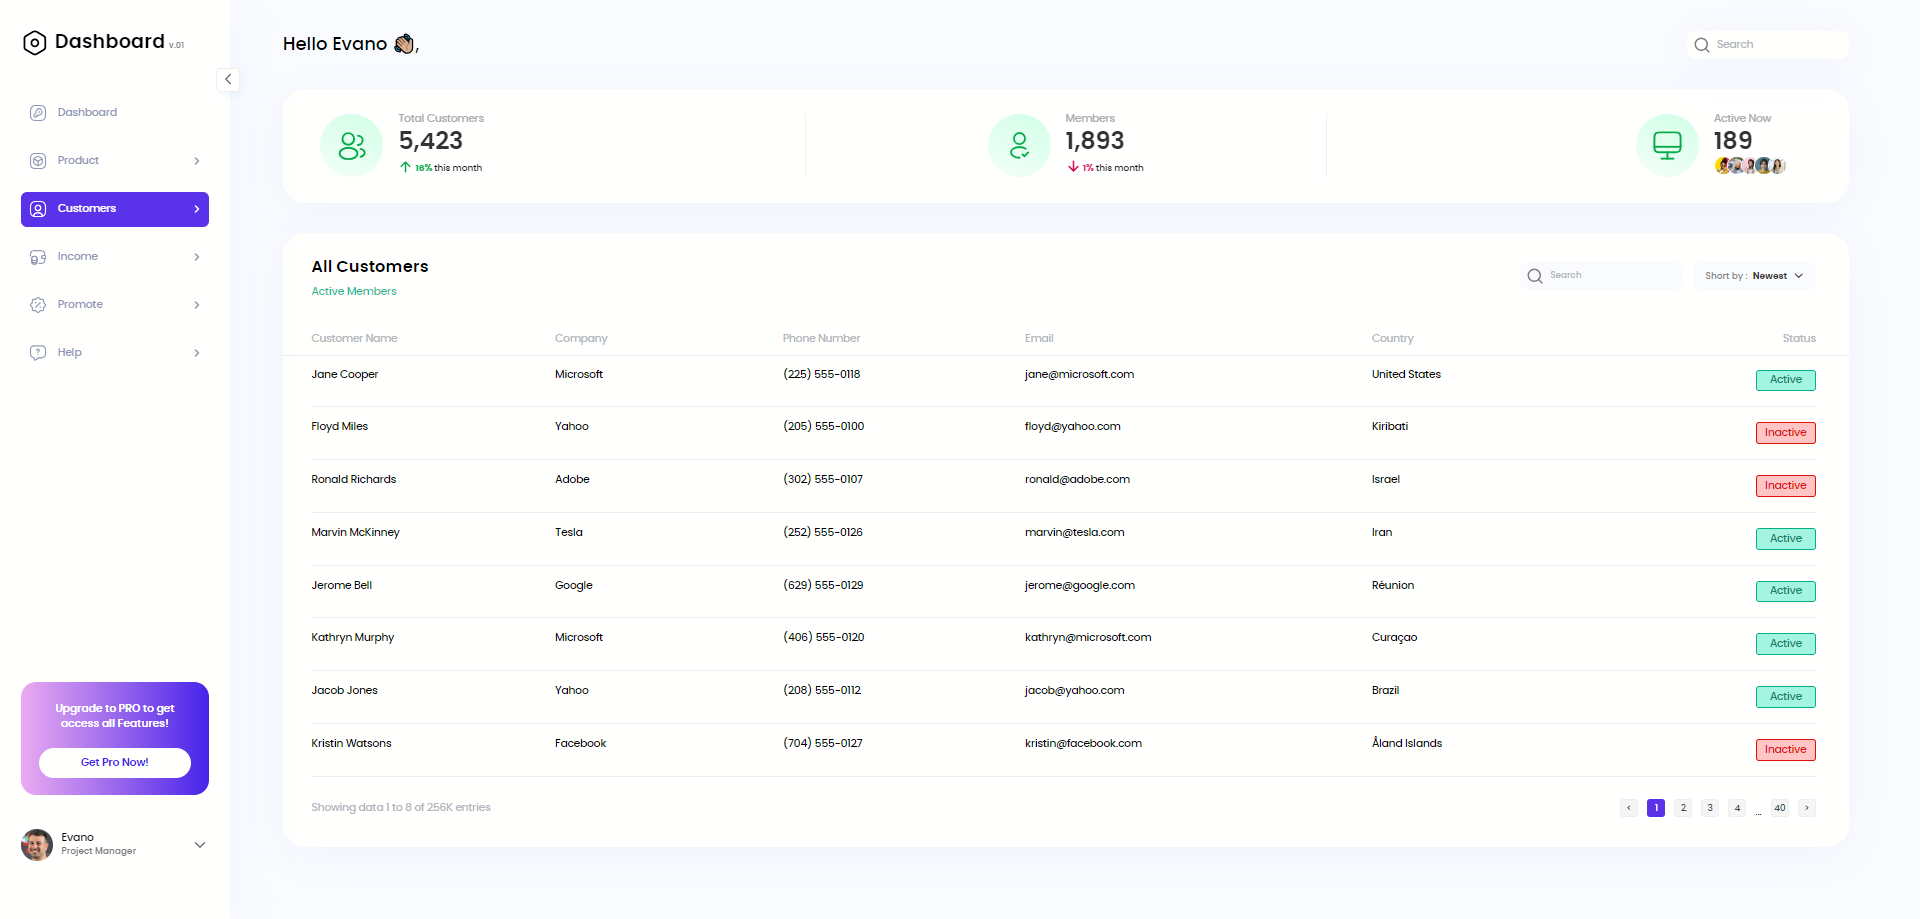 Dashboard v.01
Dashboard
Product
Customers
Income
Promote
Help
Upgrade to PRO to get
access all Features!
Get Pro Now!
Evano
Project Manager
Hello Evano 👋🏽,
Search
Total Customers
5,423
16% this month
Members
1,893
1% this month
Active Now
189
All Customers
Active Members
Search
Short by : Newest
Customer Name Company Phone Number Email Country Status
Jane Cooper Microsoft (225) 555-0118 jane@microsoft.com United States Active
Floyd Miles Yahoo (205) 555-0100 floyd@yahoo.com Kiribati Inactive
Ronald Richards Adobe (302) 555-0107 ronald@adobe.com Israel Inactive
Marvin McKinney Tesla (252) 555-0126 marvin@tesla.com Iran Active
Jerome Bell Google (629) 555-0129 jerome@google.com Réunion Active
Kathryn Murphy Microsoft (406) 555-0120 kathryn@microsoft.com Curaçao Active
Jacob Jones Yahoo (208) 555-0112 jacob@yahoo.com Brazil Active
Kristin Watsons Facebook (704) 555-0127 kristin@facebook.com Åland Islands Inactive
Showing data 1 to 8 of 256K entries
‹ 1 2 3 4 ... 40 ›